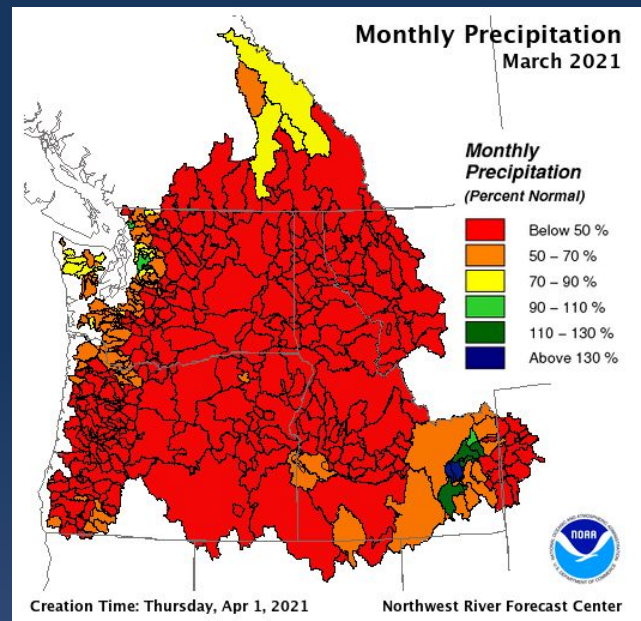 Monthly Precipitation
March 2021
Monthly
Precipitation
(Percent Normal)
Below 50 %
50 – 70 %
70 – 90 %
90 – 110 %
110 – 130 %
Above 130 %
NOAA
Creation Time: Thursday, Apr 1, 2021
Northwest River Forecast Center